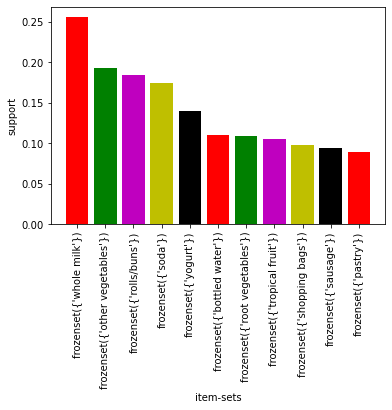 support
0.25
0.20
0.15
0.10
0.05
0.00
frozenset({'whole milk'})
frozenset({'other vegetables'})
frozenset({'rolls/buns'})
frozenset({'soda'})
frozenset({'yogurt'})
frozenset({'bottled water'})
frozenset({'root vegetables'})
frozenset({'tropical fruit'})
frozenset({'shopping bags'})
frozenset({'sausage'})
frozenset({'pastry'})
item-sets